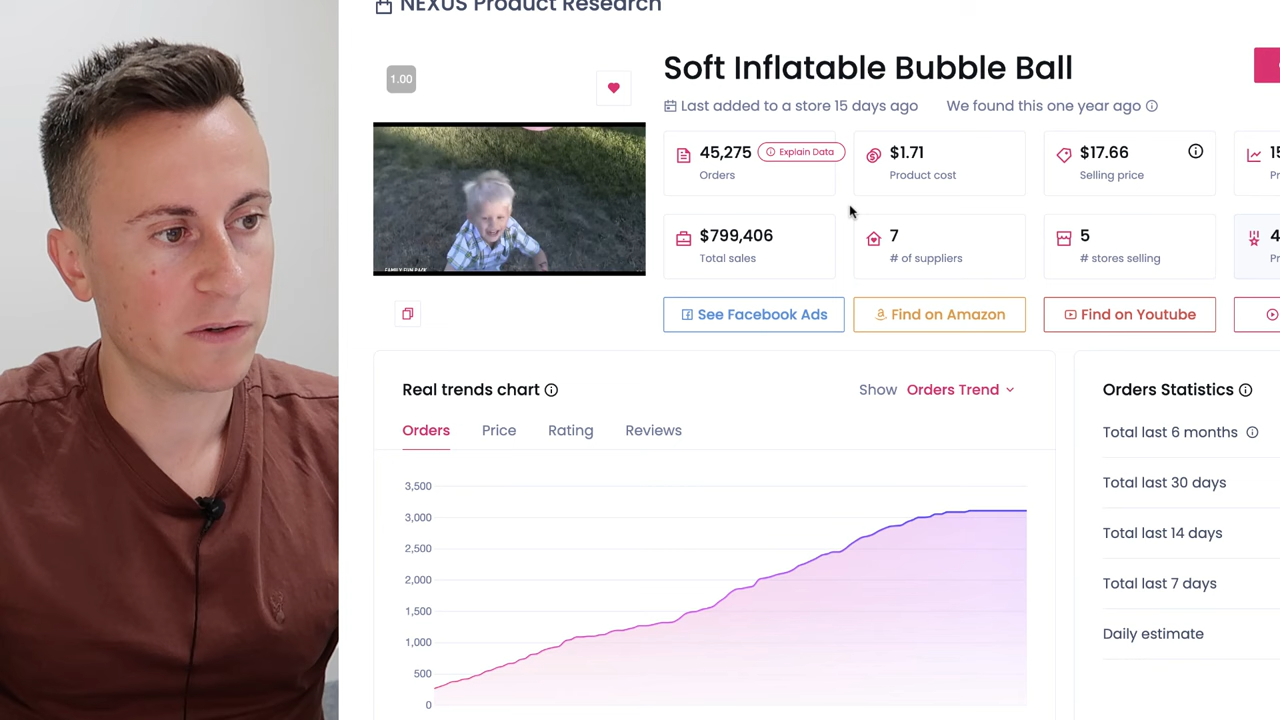 NEXUS Product Research
1.00
Soft Inflatable Bubble Ball
Last added to a store 15 days ago We found this one year ago
45,275 Explain Data
Orders
$1.71
Product cost
$17.66
Selling price
$799,406
Total sales
7
# of suppliers
5
# stores selling
See Facebook Ads
Find on Amazon
Find on Youtube
FAMILY FUN PACK
Real trends chart
Show Orders Trend
Orders Price Rating Reviews
3,500
3,000
2,500
2,000
1,500
1,000
500
0
Orders Statistics
Total last 6 months
Total last 30 days
Total last 14 days
Total last 7 days
Daily estimate